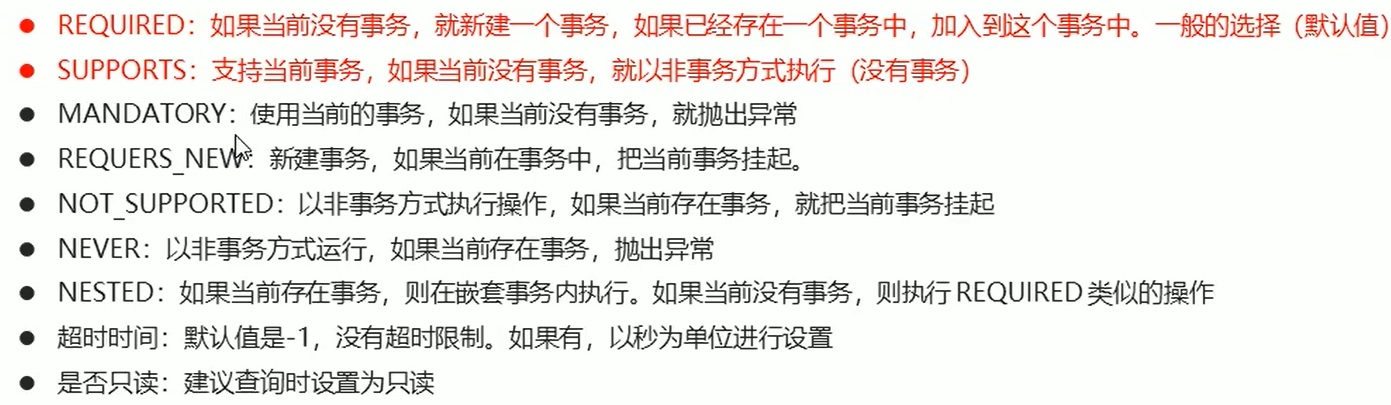 ● REQUIRED：如果当前没有事务，就新建一个事务，如果已经存在一个事务中，加入到这个事务中。一般的选择（默认值）
● SUPPORTS：支持当前事务，如果当前没有事务，就以非事务方式执行（没有事务）
● MANDATORY：使用当前的事务，如果当前没有事务，就抛出异常
● REQUERS_NEW：新建事务，如果当前在事务中，把当前事务挂起。
● NOT_SUPPORTED：以非事务方式执行操作，如果当前存在事务，就把当前事务挂起
● NEVER：以非事务方式运行，如果当前存在事务，抛出异常
● NESTED：如果当前存在事务，则在嵌套事务内执行。如果当前没有事务，则执行 REQUIRED 类似的操作
● 超时时间：默认值是-1，没有超时限制。如果有，以秒为单位进行设置
● 是否只读：建议查询时设置为只读